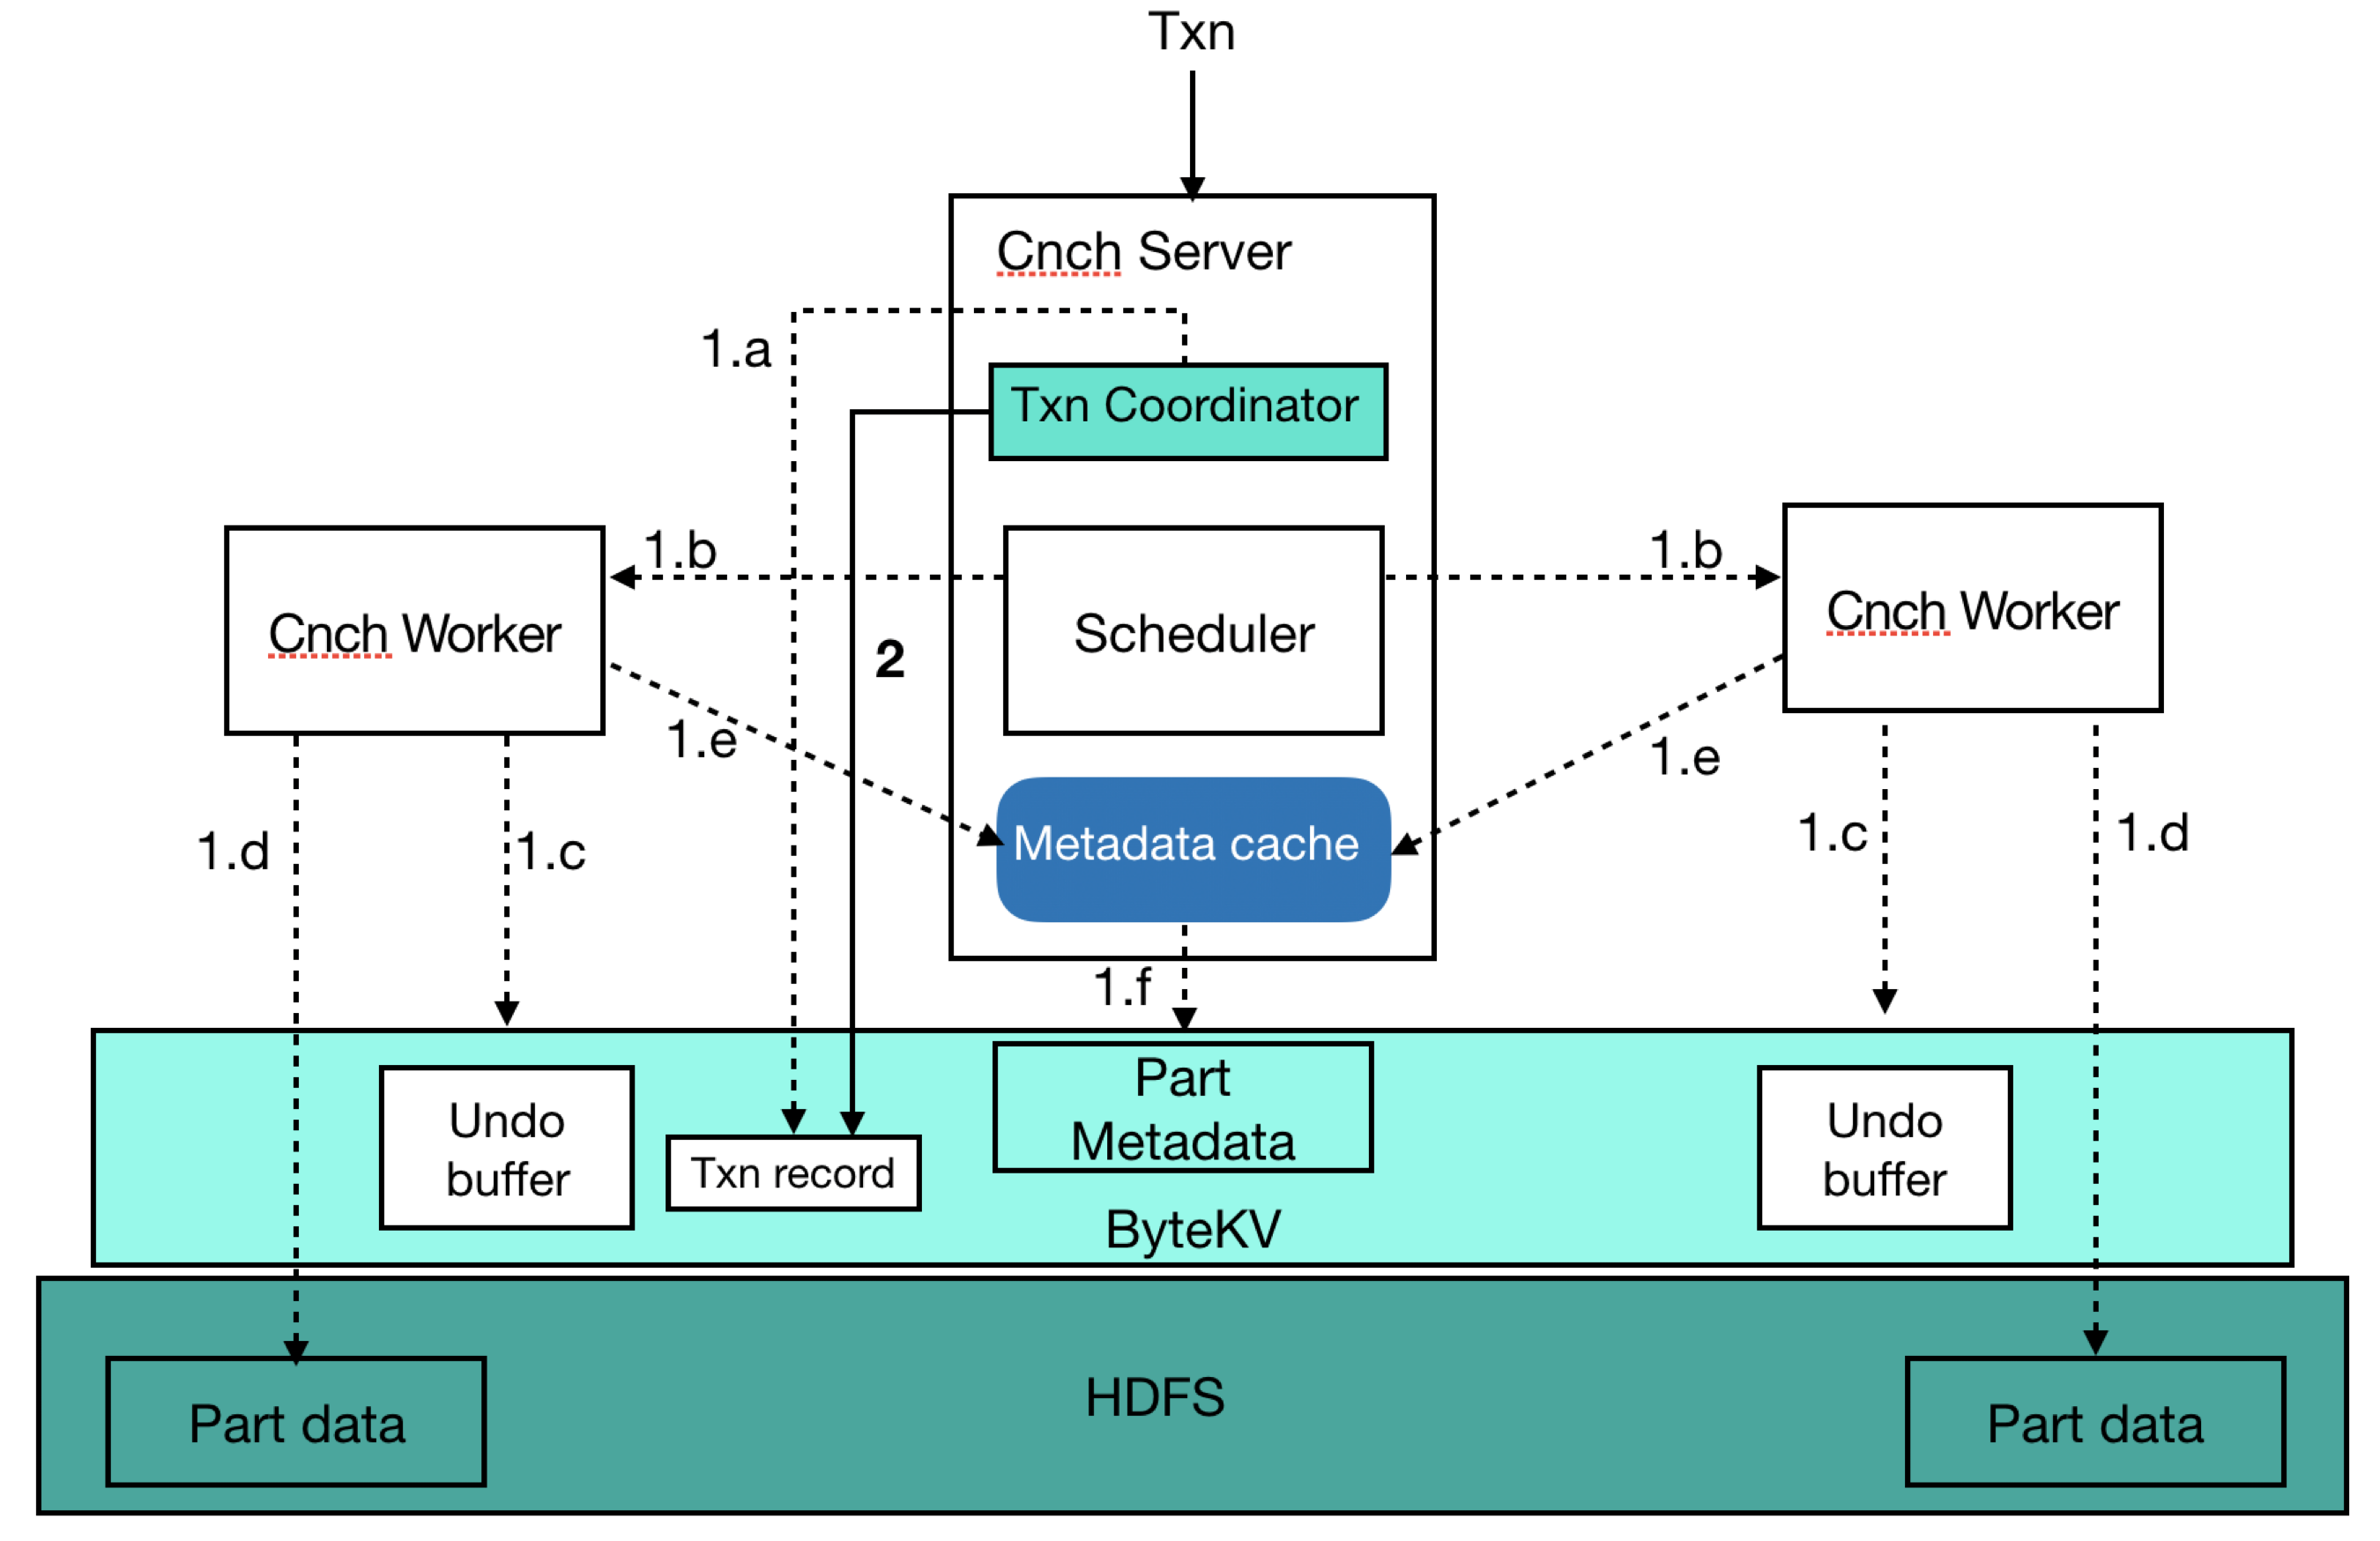 Txn
Cnch Server
1.a
Txn Coordinator
1.b
1.b
Cnch Worker
Scheduler
Cnch Worker
2
1.e
1.e
Metadata cache
1.d
1.c
1.c
1.d
1.f
Undo
buffer
Txn record
Part
Metadata
Undo
buffer
ByteKV
HDFS
Part data
Part data